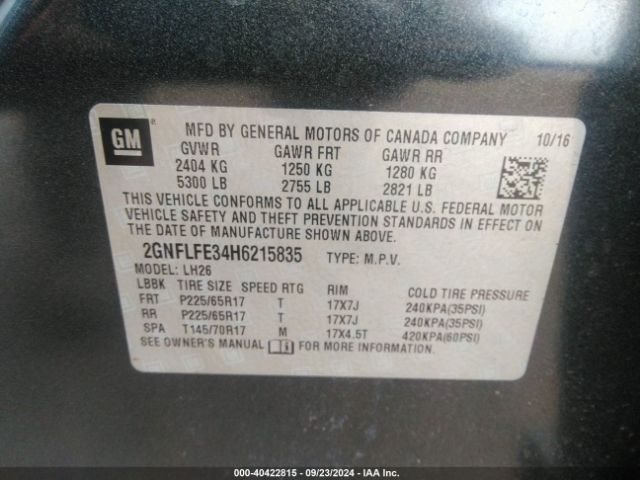 GM
MFD BY GENERAL MOTORS OF CANADA COMPANY 10/16
GVWR GAWR FRT GAWR RR
2404 KG 1250 KG 1280 KG
5300 LB 2755 LB 2821 LB
THIS VEHICLE CONFORMS TO ALL APPLICABLE U.S. FEDERAL MOTOR
VEHICLE SAFETY AND THEFT PREVENTION STANDARDS IN EFFECT ON
THE DATE OF MANUFACTURE SHOWN ABOVE.
2GNFLFE34H6215835 TYPE: M.P.V.
MODEL: LH26
LBBK TIRE SIZE SPEED RTG RIM COLD TIRE PRESSURE
FRT P225/65R17 T 17X7J 240KPA(35PSI)
RR P225/65R17 T 17X7J 240KPA(35PSI)
SPA T145/70R17 M 17X4.5T 420KPA(60PSI)
SEE OWNER'S MANUAL FOR MORE INFORMATION.
000-40422815 - 09/23/2024 - IAA Inc.